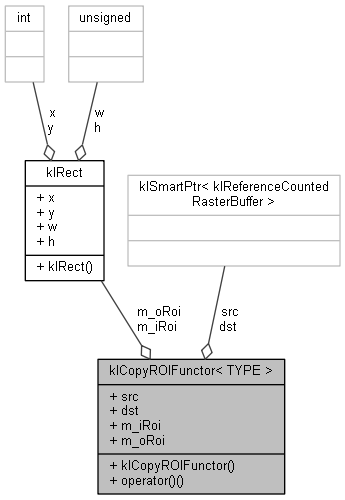 int
unsigned
x
y
w
h
klRect
+ x
+ y
+ w
+ h
+ klRect()
klSmartPtr< klReferenceCounted
RasterBuffer >
m_oRoi
m_iRoi
src
dst
klCopyROIFunctor< TYPE >
+ src
+ dst
+ m_iRoi
+ m_oRoi
+ klCopyROIFunctor()
+ operator()()